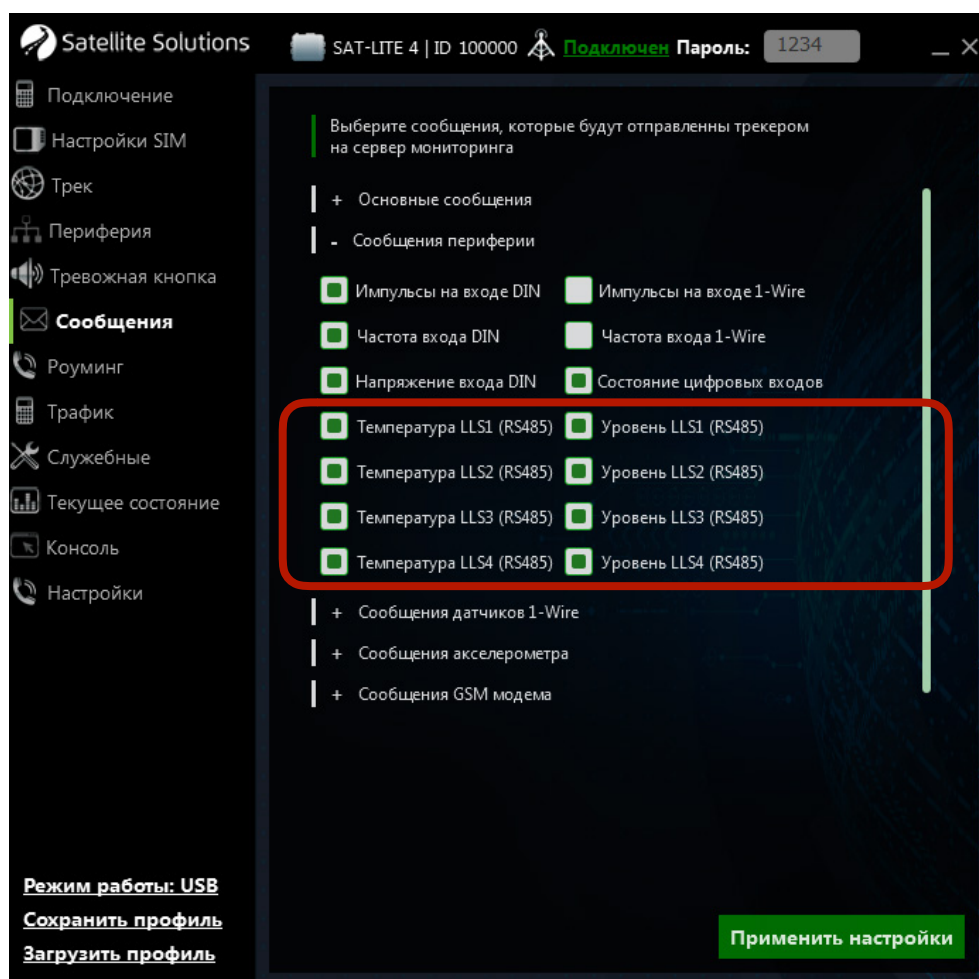 Satellite Solutions
SAT-LITE 4 | ID 100000 Подключен Пароль: 1234
Подключение
Настройки SIM
Трек
Периферия
Тревожная кнопка
Сообщения
Роуминг
Трафик
Служебные
Текущее состояние
Консоль
Настройки
Режим работы: USB
Сохранить профиль
Загрузить профиль
Выберите сообщения, которые будут отправленны трекером
на сервер мониторинга
+ Основные сообщения
- Сообщения периферии
Импульсы на входе DIN Импульсы на входе 1-Wire
Частота входа DIN Частота входа 1-Wire
Напряжение входа DIN Состояние цифровых входов
Температура LLS1 (RS485) Уровень LLS1 (RS485)
Температура LLS2 (RS485) Уровень LLS2 (RS485)
Температура LLS3 (RS485) Уровень LLS3 (RS485)
Температура LLS4 (RS485) Уровень LLS4 (RS485)
+ Сообщения датчиков 1-Wire
+ Сообщения акселерометра
+ Сообщения GSM модема
Применить настройки